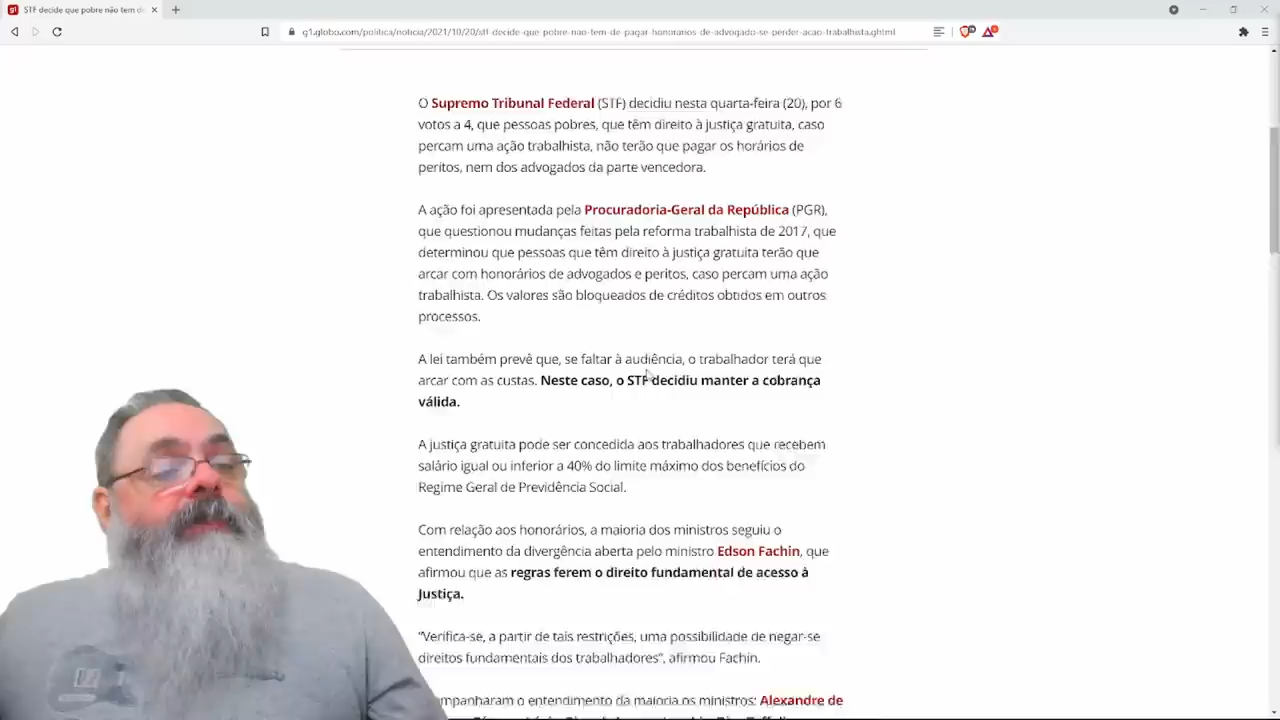 STF decide que pobre não tem d
g1.globo.com/politica/noticia/2021/10/20/stf-decide-que-pobre-nao-tem-de-pagar-honorarios-de-advogado-se-perder-acao-trabalhista.ghtml
O Supremo Tribunal Federal (STF) decidiu nesta quarta-feira (20), por 6
votos a 4, que pessoas pobres, que têm direito à justiça gratuita, caso
percam uma ação trabalhista, não terão que pagar os horários de
peritos, nem dos advogados da parte vencedora.
A ação foi apresentada pela Procuradoria-Geral da República (PGR),
que questionou mudanças feitas pela reforma trabalhista de 2017, que
determinou que pessoas que têm direito à justiça gratuita terão que
arcar com honorários de advogados e peritos, caso percam uma ação
trabalhista. Os valores são bloqueados de créditos obtidos em outros
processos.
A lei também prevê que, se faltar à audiência, o trabalhador terá que
arcar com as custas. Neste caso, o STF decidiu manter a cobrança
válida.
A justiça gratuita pode ser concedida aos trabalhadores que recebem
salário igual ou inferior a 40% do limite máximo dos benefícios do
Regime Geral de Previdência Social.
Com relação aos honorários, a maioria dos ministros seguiu o
entendimento da divergência aberta pelo ministro Edson Fachin, que
afirmou que as regras ferem o direito fundamental de acesso à
Justiça.
"Verifica-se, a partir de tais restrições, uma possibilidade de negar-se
direitos fundamentais dos trabalhadores", afirmou Fachin.
mpanharam o entendimento da maioria os ministros: Alexandre de